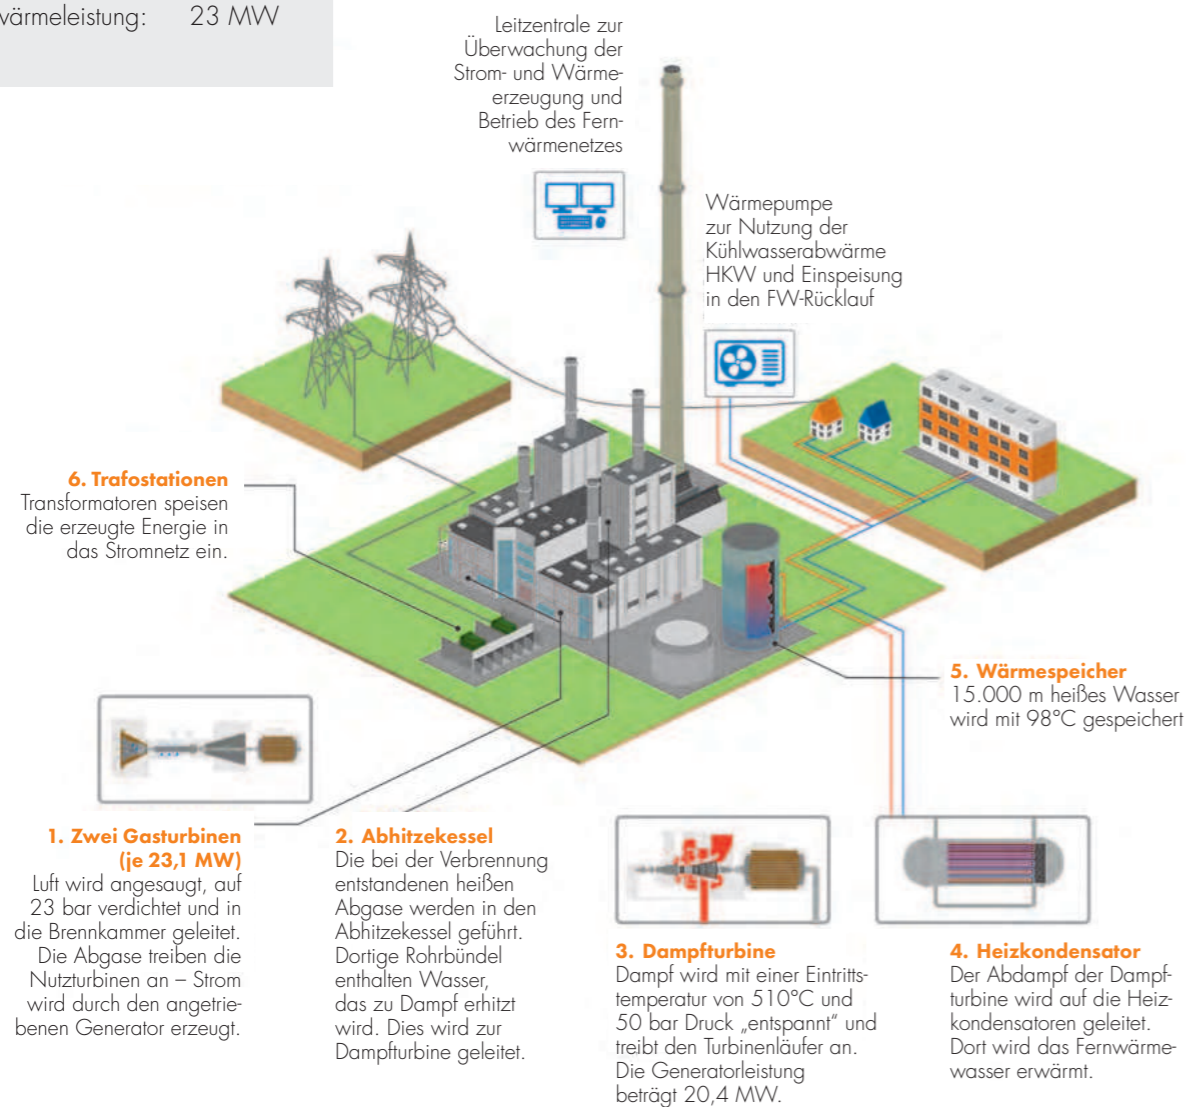 wärmeleistung: 23 MW
Leitzentrale zur
Überwachung der
Strom- und Wärme-
erzeugung und
Betrieb des Fern-
wärmenetzes
Wärmepumpe
zur Nutzung der
Kühlwasserabwärme
HKW und Einspeisung
in den FW-Rücklauf
6. Trafostationen
Transformatoren speisen
die erzeugte Energie in
das Stromnetz ein.
5. Wärmespeicher
15.000 m heißes Wasser
wird mit 98°C gespeichert
1. Zwei Gasturbinen
(je 23,1 MW)
Luft wird angesaugt, auf
23 bar verdichtet und in
die Brennkammer geleitet.
Die Abgase treiben die
Nutzturbinen an – Strom
wird durch den angetrie-
benen Generator erzeugt.
2. Abhitzekessel
Die bei der Verbrennung
entstandenen heißen
Abgase werden in den
Abhitzekessel geführt.
Dortige Rohrbündel
enthalten Wasser,
das zu Dampf erhitzt
wird. Dies wird zur
Dampfturbine geleitet.
3. Dampfturbine
Dampf wird mit einer Eintritts-
temperatur von 510°C und
50 bar Druck „entspannt“ und
treibt den Turbinenläufer an.
Die Generatorleistung
beträgt 20,4 MW.
4. Heizkondensator
Der Abdampf der Dampf-
turbine wird auf die Heiz-
kondensatoren geleitet.
Dort wird das Fernwärme-
wasser erwärmt.